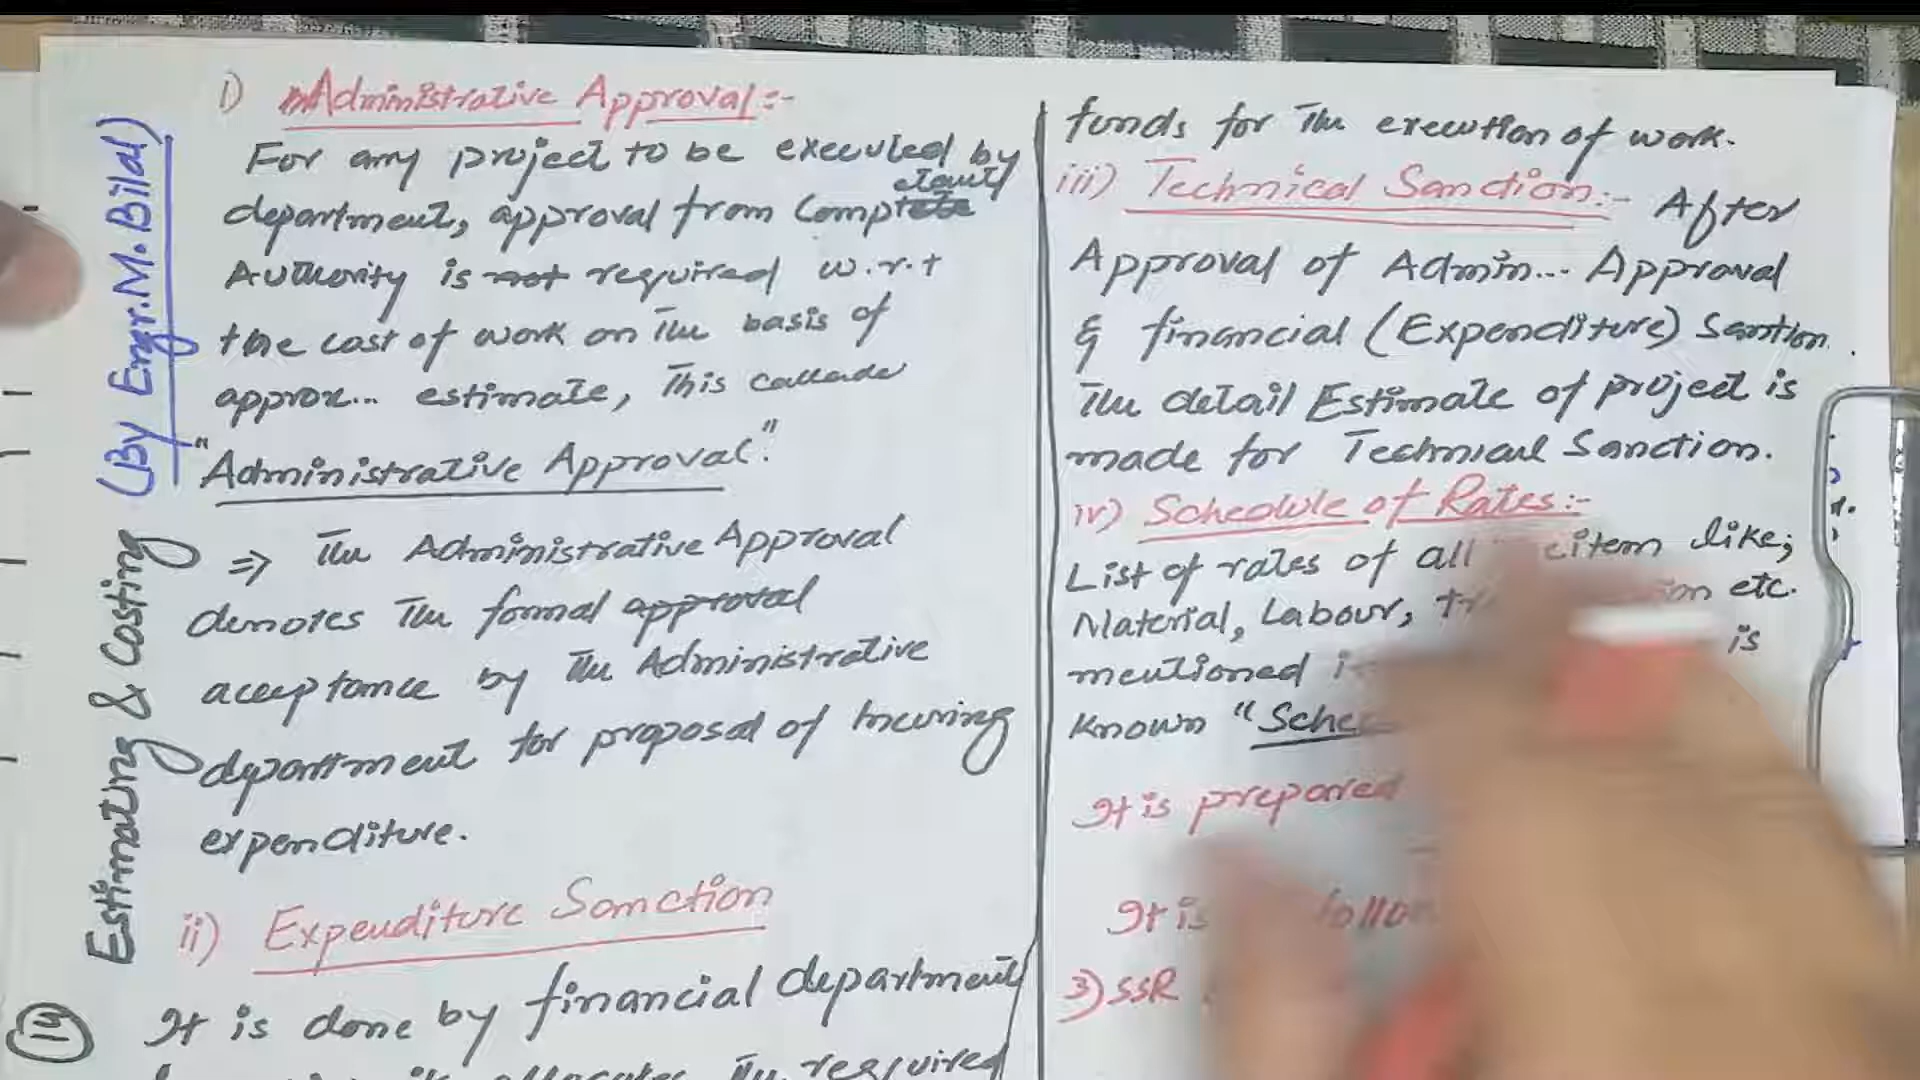 Estimating & Costing (By Engr.M.Bilal)
i) Administrative Approval:-
For any project to be executed by
department, approval from Competent
Authority is not required w.r.t
the cost of work on the basis of
approx... estimate, This called
"Administrative Approval".
⇒ The Administrative Approval
denotes the formal approval
acceptance by the Administrative
department for proposal of Incuring
expenditure.
ii) Expenditure Sanction
It is done by financial department
the required
14
funds for the execution of work.
iii) Technical Sanction:- After
Approval of Admin... Approval
& financial (Expenditure) Santion.
The detail Estimate of project is
made for Technical Sanction.
iv) Schedule of Rates:-
List of rates of all item like;
Material, Labour, etc.
mentioned is
known "
It is prepared
It is
3) SSR